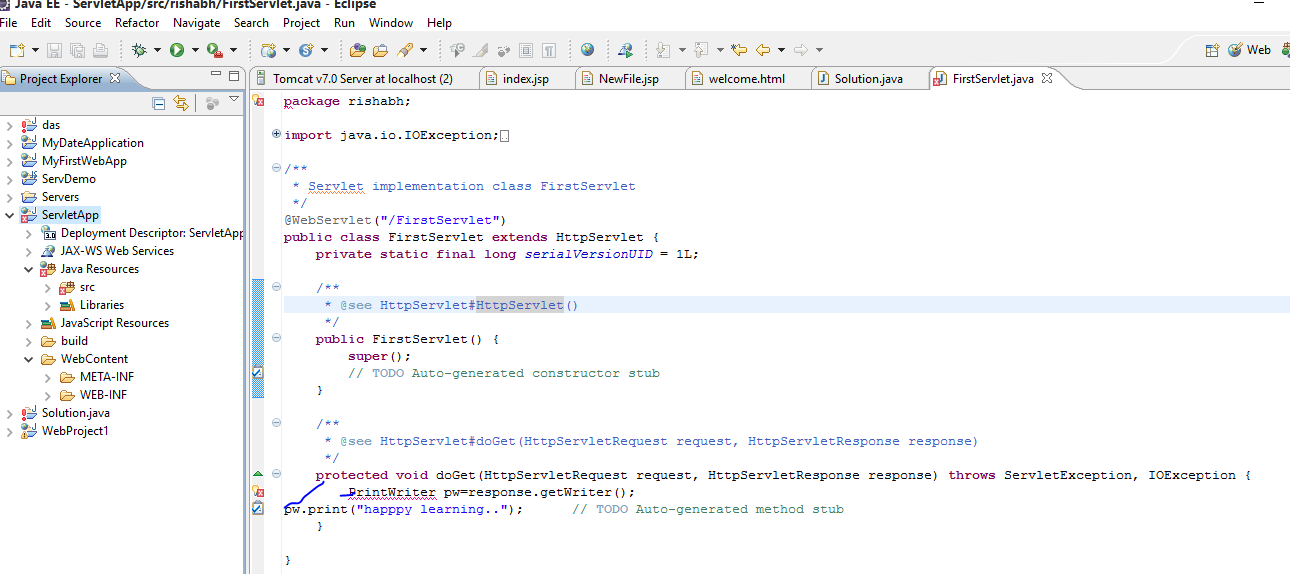 Java EE - ServletApp/src/rishabh/FirstServlet.java - Eclipse
File Edit Source Refactor Navigate Search Project Run Window Help
Web
Project Explorer
Tomcat v7.0 Server at localhost (2) index.jsp NewFile.jsp welcome.html Solution.java FirstServlet.java
das
MyDateApplication
MyFirstWebApp
ServDemo
Servers
ServletApp
3.0 Deployment Descriptor: ServletApp
JAX-WS Web Services
Java Resources
src
Libraries
JavaScript Resources
build
WebContent
META-INF
WEB-INF
Solution.java
WebProject1
package rishabh;
import java.io.IOException;
/**
* Servlet implementation class FirstServlet
*/
@WebServlet("/FirstServlet")
public class FirstServlet extends HttpServlet {
private static final long serialVersionUID = 1L;
/**
* @see HttpServlet#HttpServlet()
*/
public FirstServlet() {
super();
// TODO Auto-generated constructor stub
}
/**
* @see HttpServlet#doGet(HttpServletRequest request, HttpServletResponse response)
*/
protected void doGet(HttpServletRequest request, HttpServletResponse response) throws ServletException, IOException {
PrintWriter pw=response.getWriter();
pw.print("happpy learning.."); // TODO Auto-generated method stub
}
}